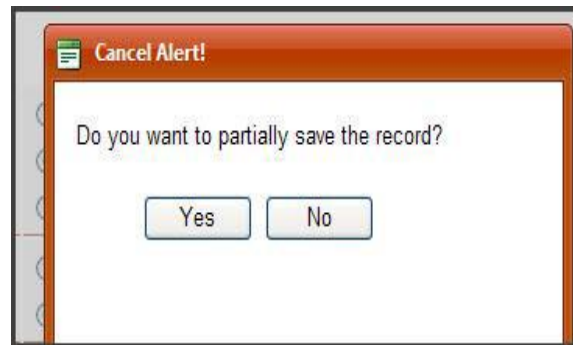 Cancel Alert!
Do you want to partially save the record?
Yes No